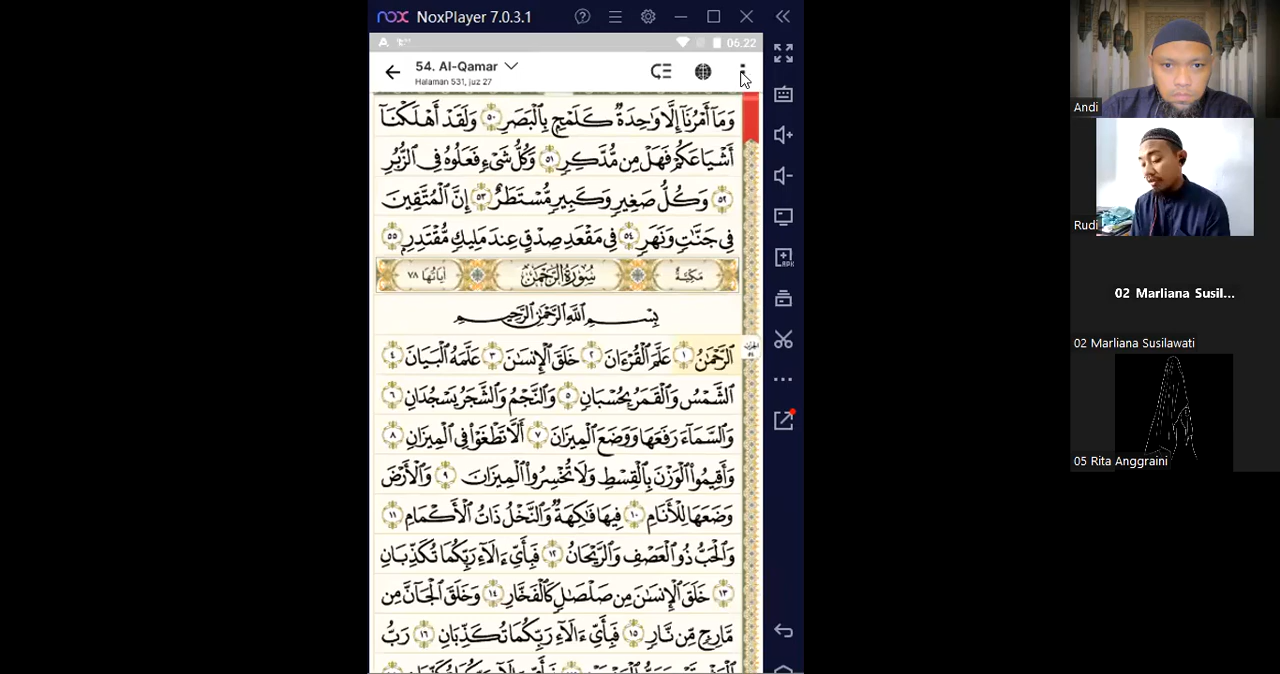 nox NoxPlayer 7.0.3.1
06.22
54. Al-Qamar
Halaman 531, juz 27
وَمَآ أَمْرُنَآ إِلَّا وَٰحِدَةٌ كَلَمْحٍۭ بِٱلْبَصَرِ ٥٠ وَلَقَدْ أَهْلَكْنَآ
أَشْيَاعَكُمْ فَهَلْ مِن مُّدَّكِرٍ ٥١ وَكُلُّ شَىْءٍ فَعَلُوهُ فِى ٱلزُّبُرِ
٥٢ وَكُلُّ صَغِيرٍ وَكَبِيرٍ مُّسْتَطَرٌ ٥٣ إِنَّ ٱلْمُتَّقِينَ
فِى جَنَّٰتٍ وَنَهَرٍ ٥٤ فِى مَقْعَدِ صِدْقٍ عِندَ مَلِيكٍ مُّقْتَدِرٍۭ ٥٥
مَكِّيَّةٌ سُورَةُ الرَّحْمَٰن آيَاتُهَا ٧٨
بِسْمِ ٱللَّهِ ٱلرَّحْمَٰنِ ٱلرَّحِيمِ
ٱلرَّحْمَٰنُ ١ عَلَّمَ ٱلْقُرْءَانَ ٢ خَلَقَ ٱلْإِنسَٰنَ ٣ عَلَّمَهُ ٱلْبَيَانَ ٤
ٱلشَّمْسُ وَٱلْقَمَرُ بِحُسْبَانٍ ٥ وَٱلنَّجْمُ وَٱلشَّجَرُ يَسْجُدَانِ ٦
وَٱلسَّمَآءَ رَفَعَهَا وَوَضَعَ ٱلْمِيزَانَ ٧ أَلَّا تَطْغَوْا۟ فِى ٱلْمِيزَانِ ٨
وَأَقِيمُوا۟ ٱلْوَزْنَ بِٱلْقِسْطِ وَلَا تُخْسِرُوا۟ ٱلْمِيزَانَ ٩ وَٱلْأَرْضَ
وَضَعَهَا لِلْأَنَامِ ١٠ فِيهَا فَٰكِهَةٌ وَٱلنَّخْلُ ذَاتُ ٱلْأَكْمَامِ ١١
وَٱلْحَبُّ ذُو ٱلْعَصْفِ وَٱلرَّيْحَانُ ١٢ فَبِأَىِّ ءَالَآءِ رَبِّكُمَا تُكَذِّبَانِ
١٣ خَلَقَ ٱلْإِنسَٰنَ مِن صَلْصَٰلٍ كَٱلْفَخَّارِ ١٤ وَخَلَقَ ٱلْجَآنَّ مِن
مَّارِجٍ مِّن نَّارٍ ١٥ فَبِأَىِّ ءَالَآءِ رَبِّكُمَا تُكَذِّبَانِ ١٦ رَبُّ
APK
Andi
Rudi
02 Marliana Susil...
02 Marliana Susilawati
05 Rita Anggraini